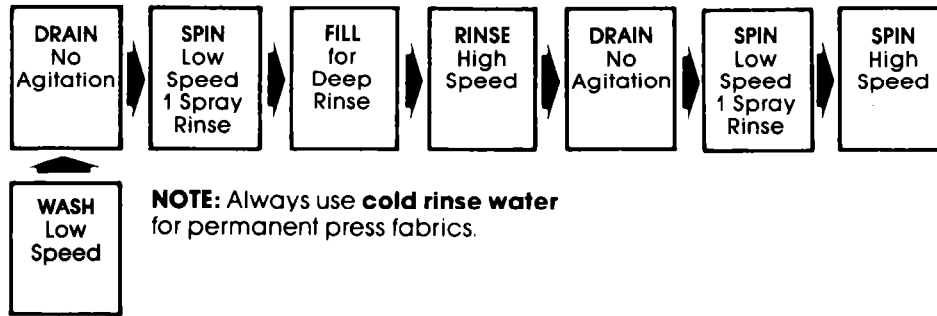 DRAIN
No
Agitation
SPIN
Low
Speed
1 Spray
Rinse
FILL
for
Deep
Rinse
RINSE
High
Speed
DRAIN
No
Agitation
SPIN
Low
Speed
1 Spray
Rinse
SPIN
High
Speed
WASH
Low
Speed
NOTE: Always use cold rinse water
for permanent press fabrics.